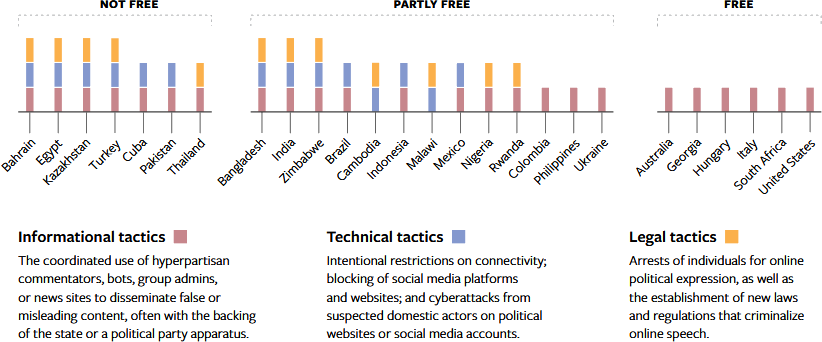 NOT FREE
PARTLY FREE
FREE
Bahrain
Egypt
Kazakhstan
Turkey
Cuba
Pakistan
Thailand
Bangladesh
India
Zimbabwe
Brazil
Cambodia
Indonesia
Malawi
Mexico
Nigeria
Rwanda
Colombia
Philippines
Ukraine
Australia
Georgia
Hungary
Italy
South Africa
United States
Informational tactics
The coordinated use of hyperpartisan
commentators, bots, group admins,
or news sites to disseminate false or
misleading content, often with the backing
of the state or a political party apparatus.
Technical tactics
Intentional restrictions on connectivity;
blocking of social media platforms
and websites; and cyberattacks from
suspected domestic actors on political
websites or social media accounts.
Legal tactics
Arrests of individuals for online
political expression, as well as
the establishment of new laws
and regulations that criminalize
online speech.